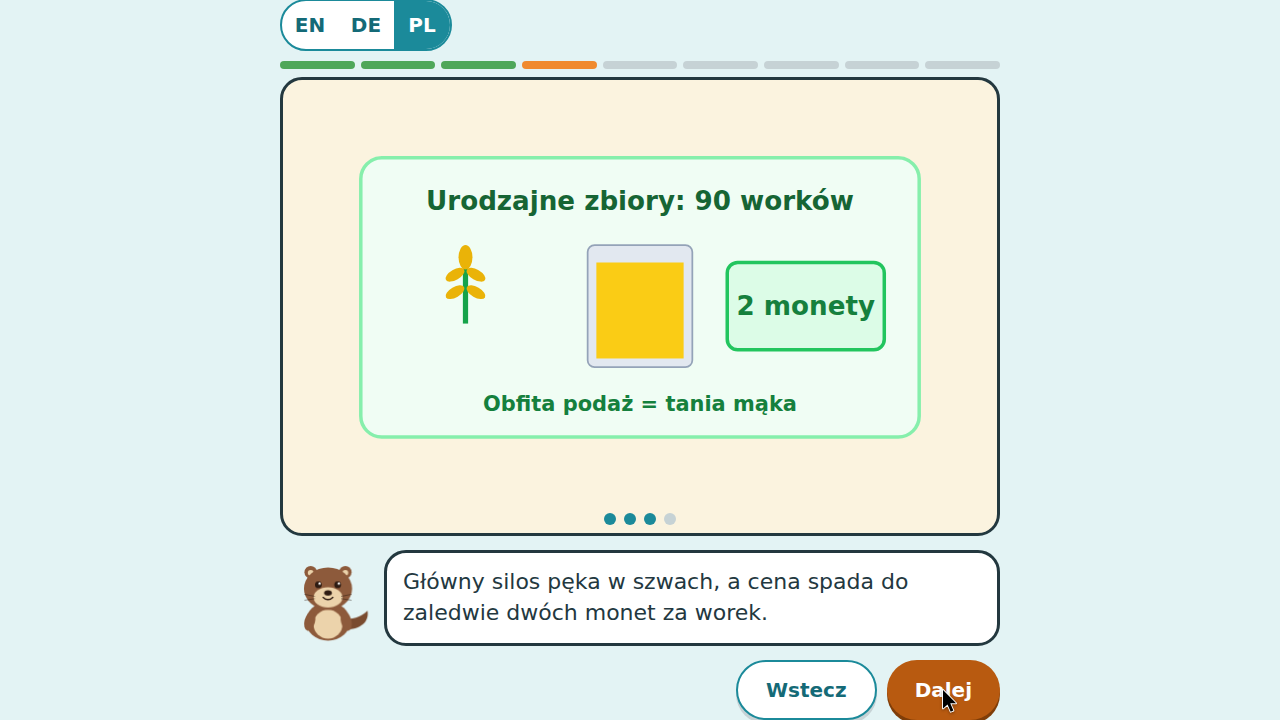 EN DE PL
Urodzajne zbiory: 90 worków
2 monety
Obfita podaż = tania mąka
Główny silos pęka w szwach, a cena spada do
zaledwie dwóch monet za worek.
Wstecz Dalej